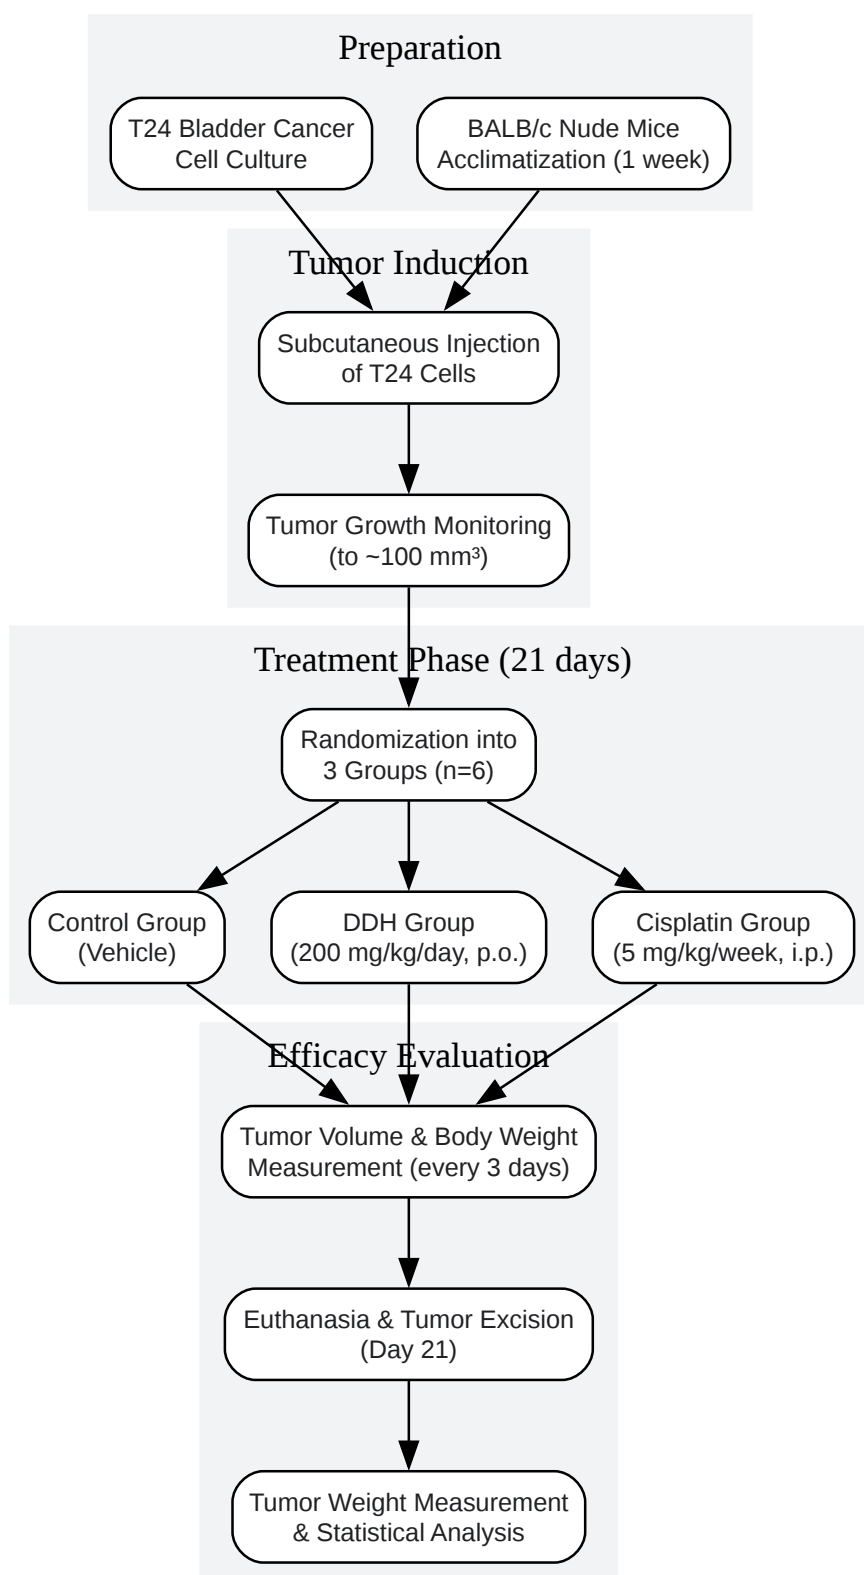 Preparation
T24 Bladder Cancer
Cell Culture
BALB/c Nude Mice
Acclimatization (1 week)
Tumor Induction
Subcutaneous Injection
of T24 Cells
Tumor Growth Monitoring
(to ~100 mm³)
Treatment Phase (21 days)
Randomization into
3 Groups (n=6)
Control Group
(Vehicle)
DDH Group
(200 mg/kg/day, p.o.)
Cisplatin Group
(5 mg/kg/week, i.p.)
Efficacy Evaluation
Tumor Volume & Body Weight
Measurement (every 3 days)
Euthanasia & Tumor Excision
(Day 21)
Tumor Weight Measurement
& Statistical Analysis